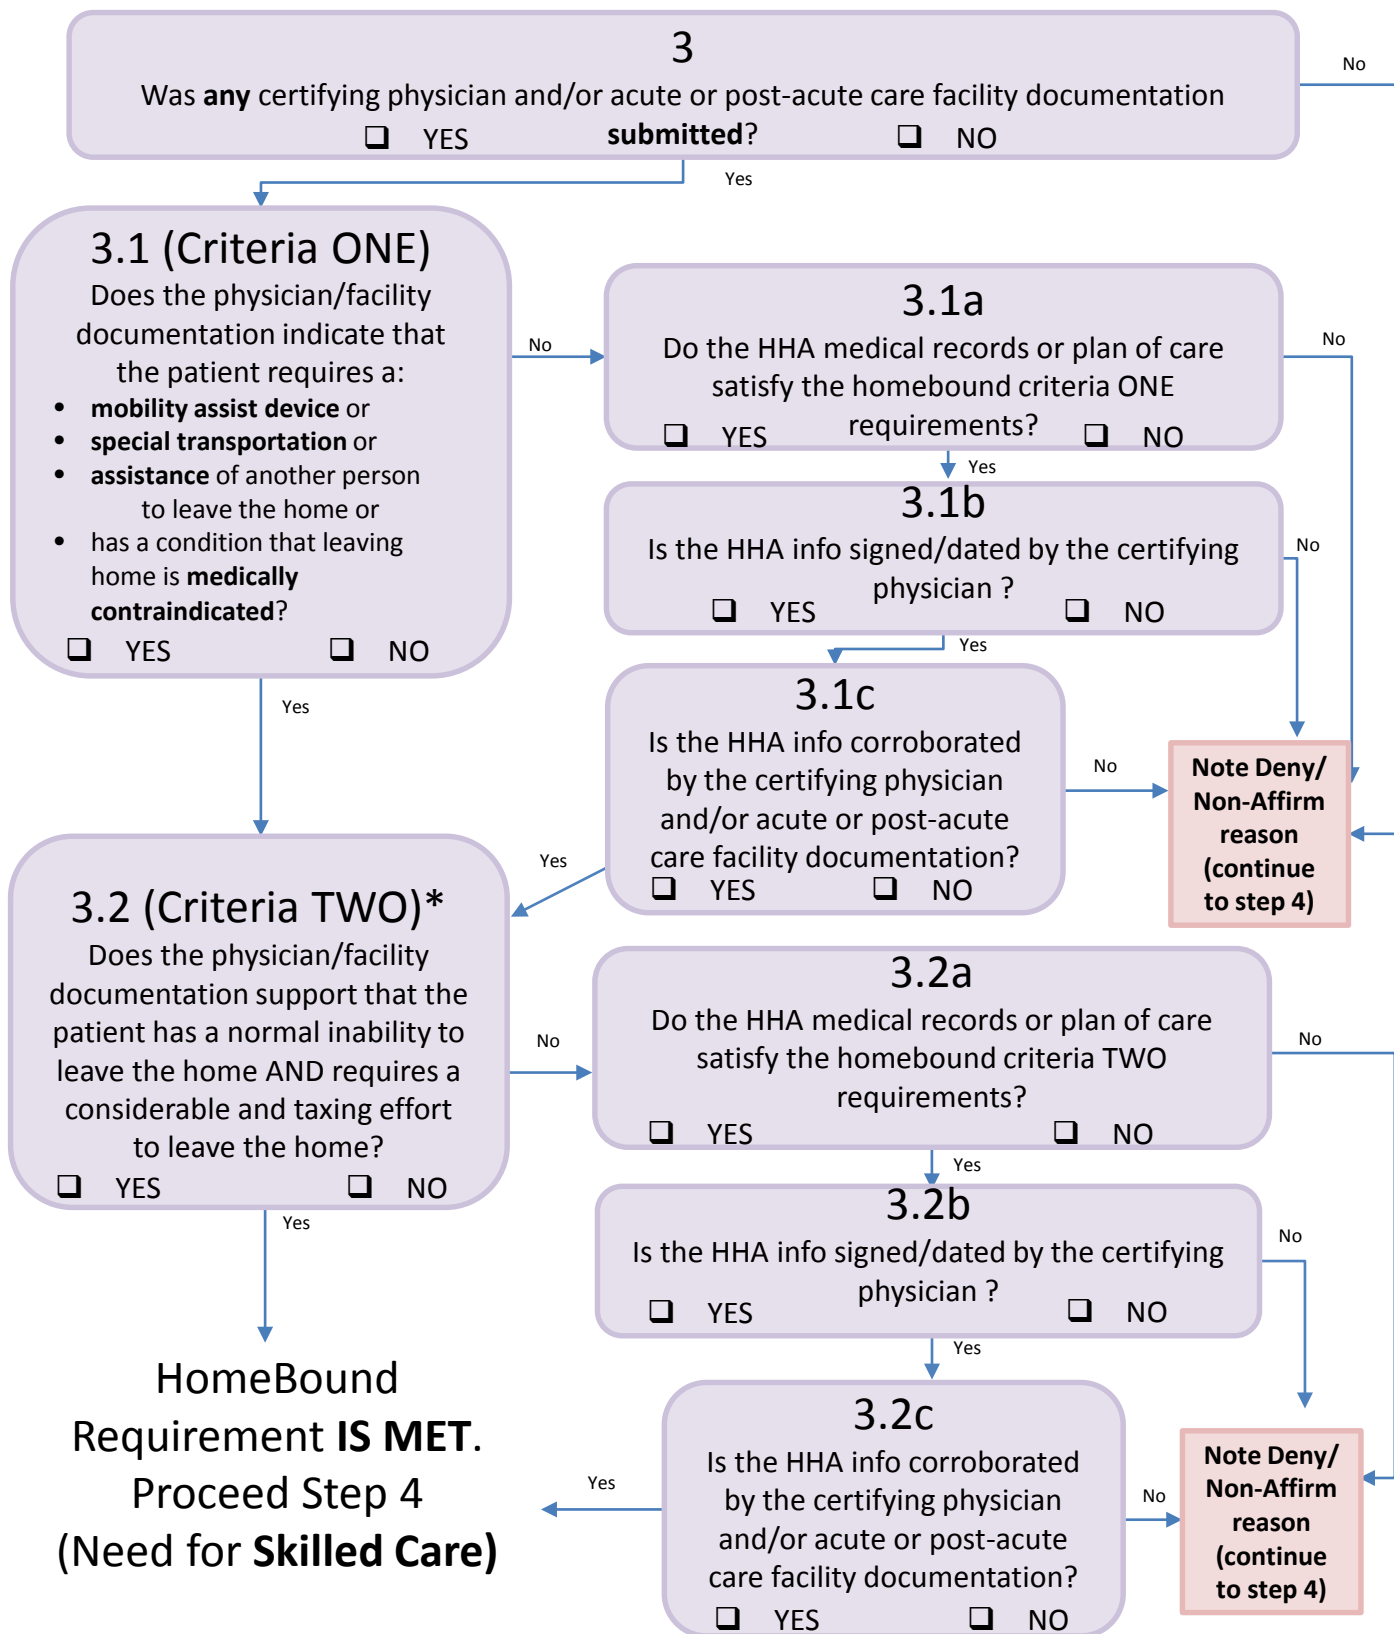 3
Was any certifying physician and/or acute or post-acute care facility documentation
submitted?
❑ YES ❑ NO
No
Yes
3.1 (Criteria ONE)
Does the physician/facility
documentation indicate that
the patient requires a:
• mobility assist device or
• special transportation or
• assistance of another person
to leave the home or
• has a condition that leaving
home is medically
contraindicated?
❑ YES ❑ NO
No
Yes
3.1a
Do the HHA medical records or plan of care
satisfy the homebound criteria ONE
requirements?
❑ YES ❑ NO
No
Yes
3.1b
Is the HHA info signed/dated by the certifying
physician ?
❑ YES ❑ NO
No
Yes
3.1c
Is the HHA info corroborated
by the certifying physician
and/or acute or post-acute
care facility documentation?
❑ YES ❑ NO
No
Yes
Note Deny/
Non-Affirm
reason
(continue
to step 4)
3.2 (Criteria TWO)*
Does the physician/facility
documentation support that the
patient has a normal inability to
leave the home AND requires a
considerable and taxing effort
to leave the home?
❑ YES ❑ NO
No
Yes
3.2a
Do the HHA medical records or plan of care
satisfy the homebound criteria TWO
requirements?
❑ YES ❑ NO
No
Yes
3.2b
Is the HHA info signed/dated by the certifying
physician ?
❑ YES ❑ NO
No
Yes
3.2c
Is the HHA info corroborated
by the certifying physician
and/or acute or post-acute
care facility documentation?
❑ YES ❑ NO
No
Yes
Note Deny/
Non-Affirm
reason
(continue
to step 4)
HomeBound
Requirement IS MET.
Proceed Step 4
(Need for Skilled Care)